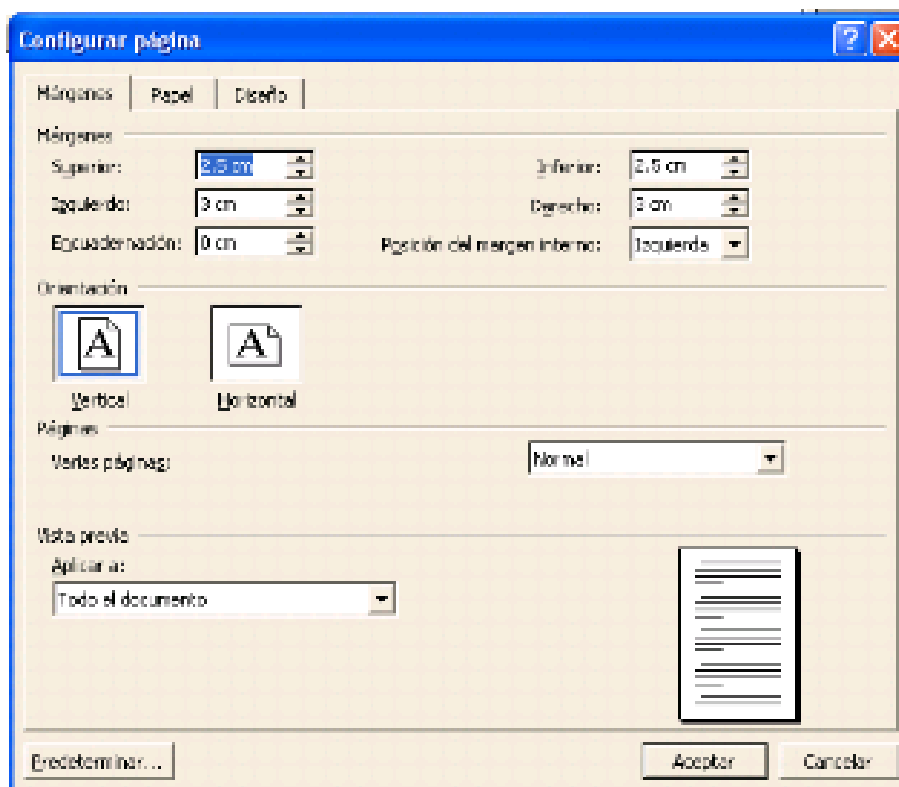 Configurar página
Márgenes Papel Diseño
Márgenes
Superior: 2,5 cm Inferior: 2,5 cm
Izquierdo: 3 cm Derecho: 3 cm
Encuadernación: 0 cm Posición del margen interno: Izquierda
Orientación
A A
Vertical Horizontal
Páginas
Varias páginas: Normal
Vista previa
Aplicar a:
Todo el documento
Predeterminar... Aceptar Cancelar